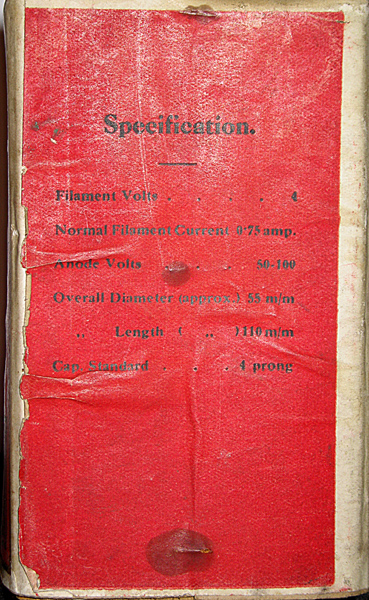 Specification.
Filament Volts . . . . 4
Normal Filament Current 0·75 amp.
Anode Volts . . . 50-100
Overall Diameter (approx.) 55 m/m
,, Length ( ,, ) 110 m/m
Cap Standard . . . 4 prong